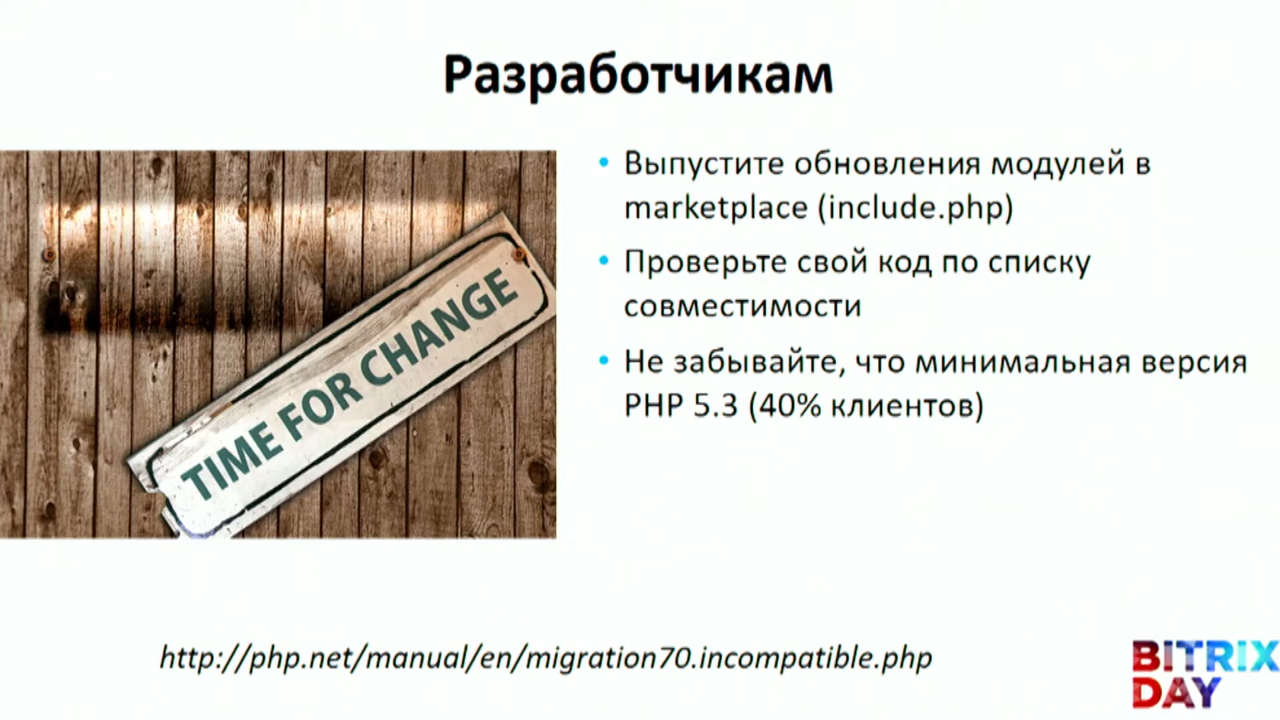 Разработчикам
TIME FOR CHANGE
• Выпустите обновления модулей в
marketplace (include.php)
• Проверьте свой код по списку
совместимости
• Не забывайте, что минимальная версия
PHP 5.3 (40% клиентов)
http://php.net/manual/en/migration70.incompatible.php
BITRIX
DAY